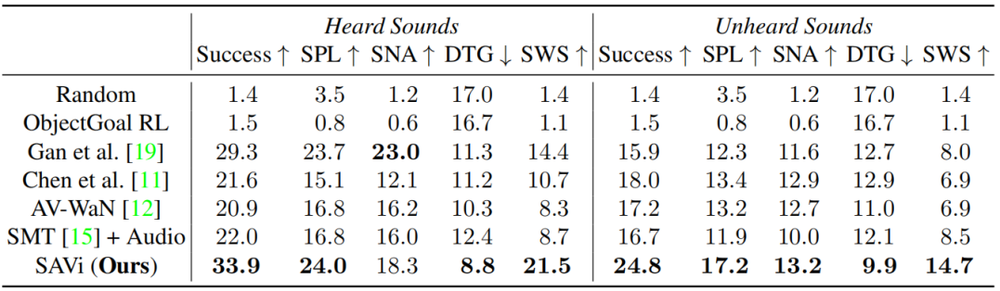 Heard Sounds Unheard Sounds
Success ↑ SPL ↑ SNA ↑ DTG ↓ SWS ↑ Success ↑ SPL ↑ SNA ↑ DTG ↓ SWS ↑
Random 1.4 3.5 1.2 17.0 1.4 1.4 3.5 1.2 17.0 1.4
ObjectGoal RL 1.5 0.8 0.6 16.7 1.1 1.5 0.8 0.6 16.7 1.1
Gan et al. [19] 29.3 23.7 23.0 11.3 14.4 15.9 12.3 11.6 12.7 8.0
Chen et al. [11] 21.6 15.1 12.1 11.2 10.7 18.0 13.4 12.9 12.9 6.9
AV-WaN [12] 20.9 16.8 16.2 10.3 8.3 17.2 13.2 12.7 11.0 6.9
SMT [15] + Audio 22.0 16.8 16.0 12.4 8.7 16.7 11.9 10.0 12.1 8.5
SAVi (Ours) 33.9 24.0 18.3 8.8 21.5 24.8 17.2 13.2 9.9 14.7